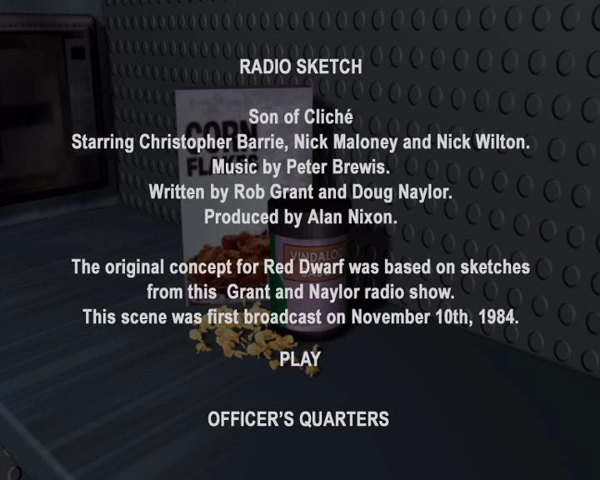 RADIO SKETCH
Son of Cliché
Starring Christopher Barrie, Nick Maloney and Nick Wilton.
Music by Peter Brewis.
Written by Rob Grant and Doug Naylor.
Produced by Alan Nixon.
The original concept for Red Dwarf was based on sketches
from this Grant and Naylor radio show.
This scene was first broadcast on November 10th, 1984.
PLAY
OFFICER'S QUARTERS
CORN
FLAKES
VINDALOO